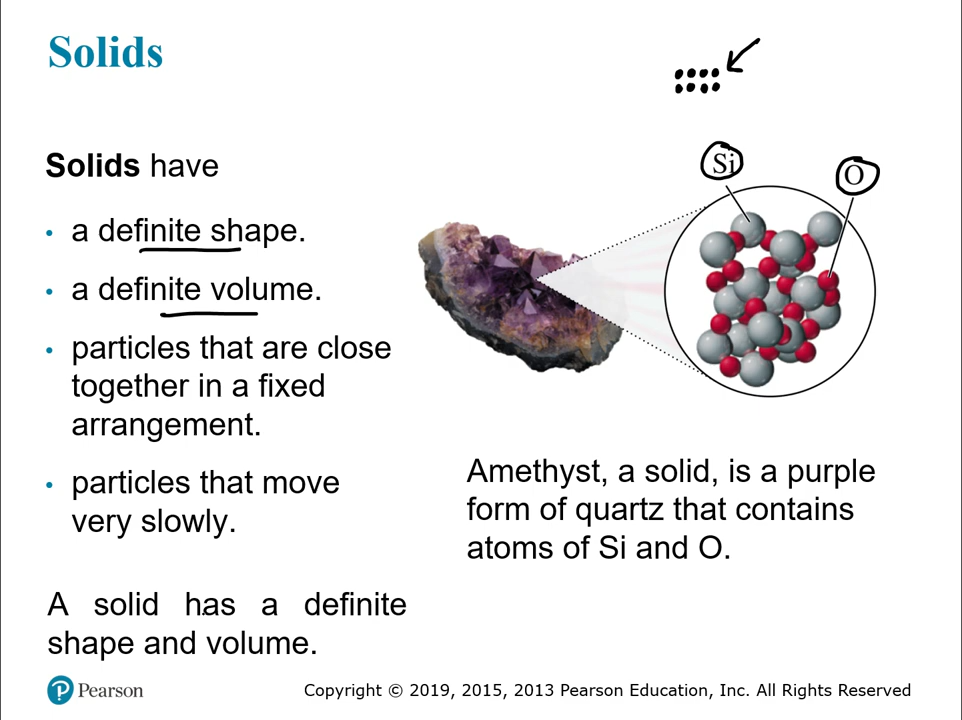 Solids
Solids have
• a definite shape.
• a definite volume.
• particles that are close
together in a fixed
arrangement.
• particles that move
very slowly.
A solid has a definite
shape and volume.
Si
O
Amethyst, a solid, is a purple
form of quartz that contains
atoms of Si and O.
P Pearson
Copyright © 2019, 2015, 2013 Pearson Education, Inc. All Rights Reserved